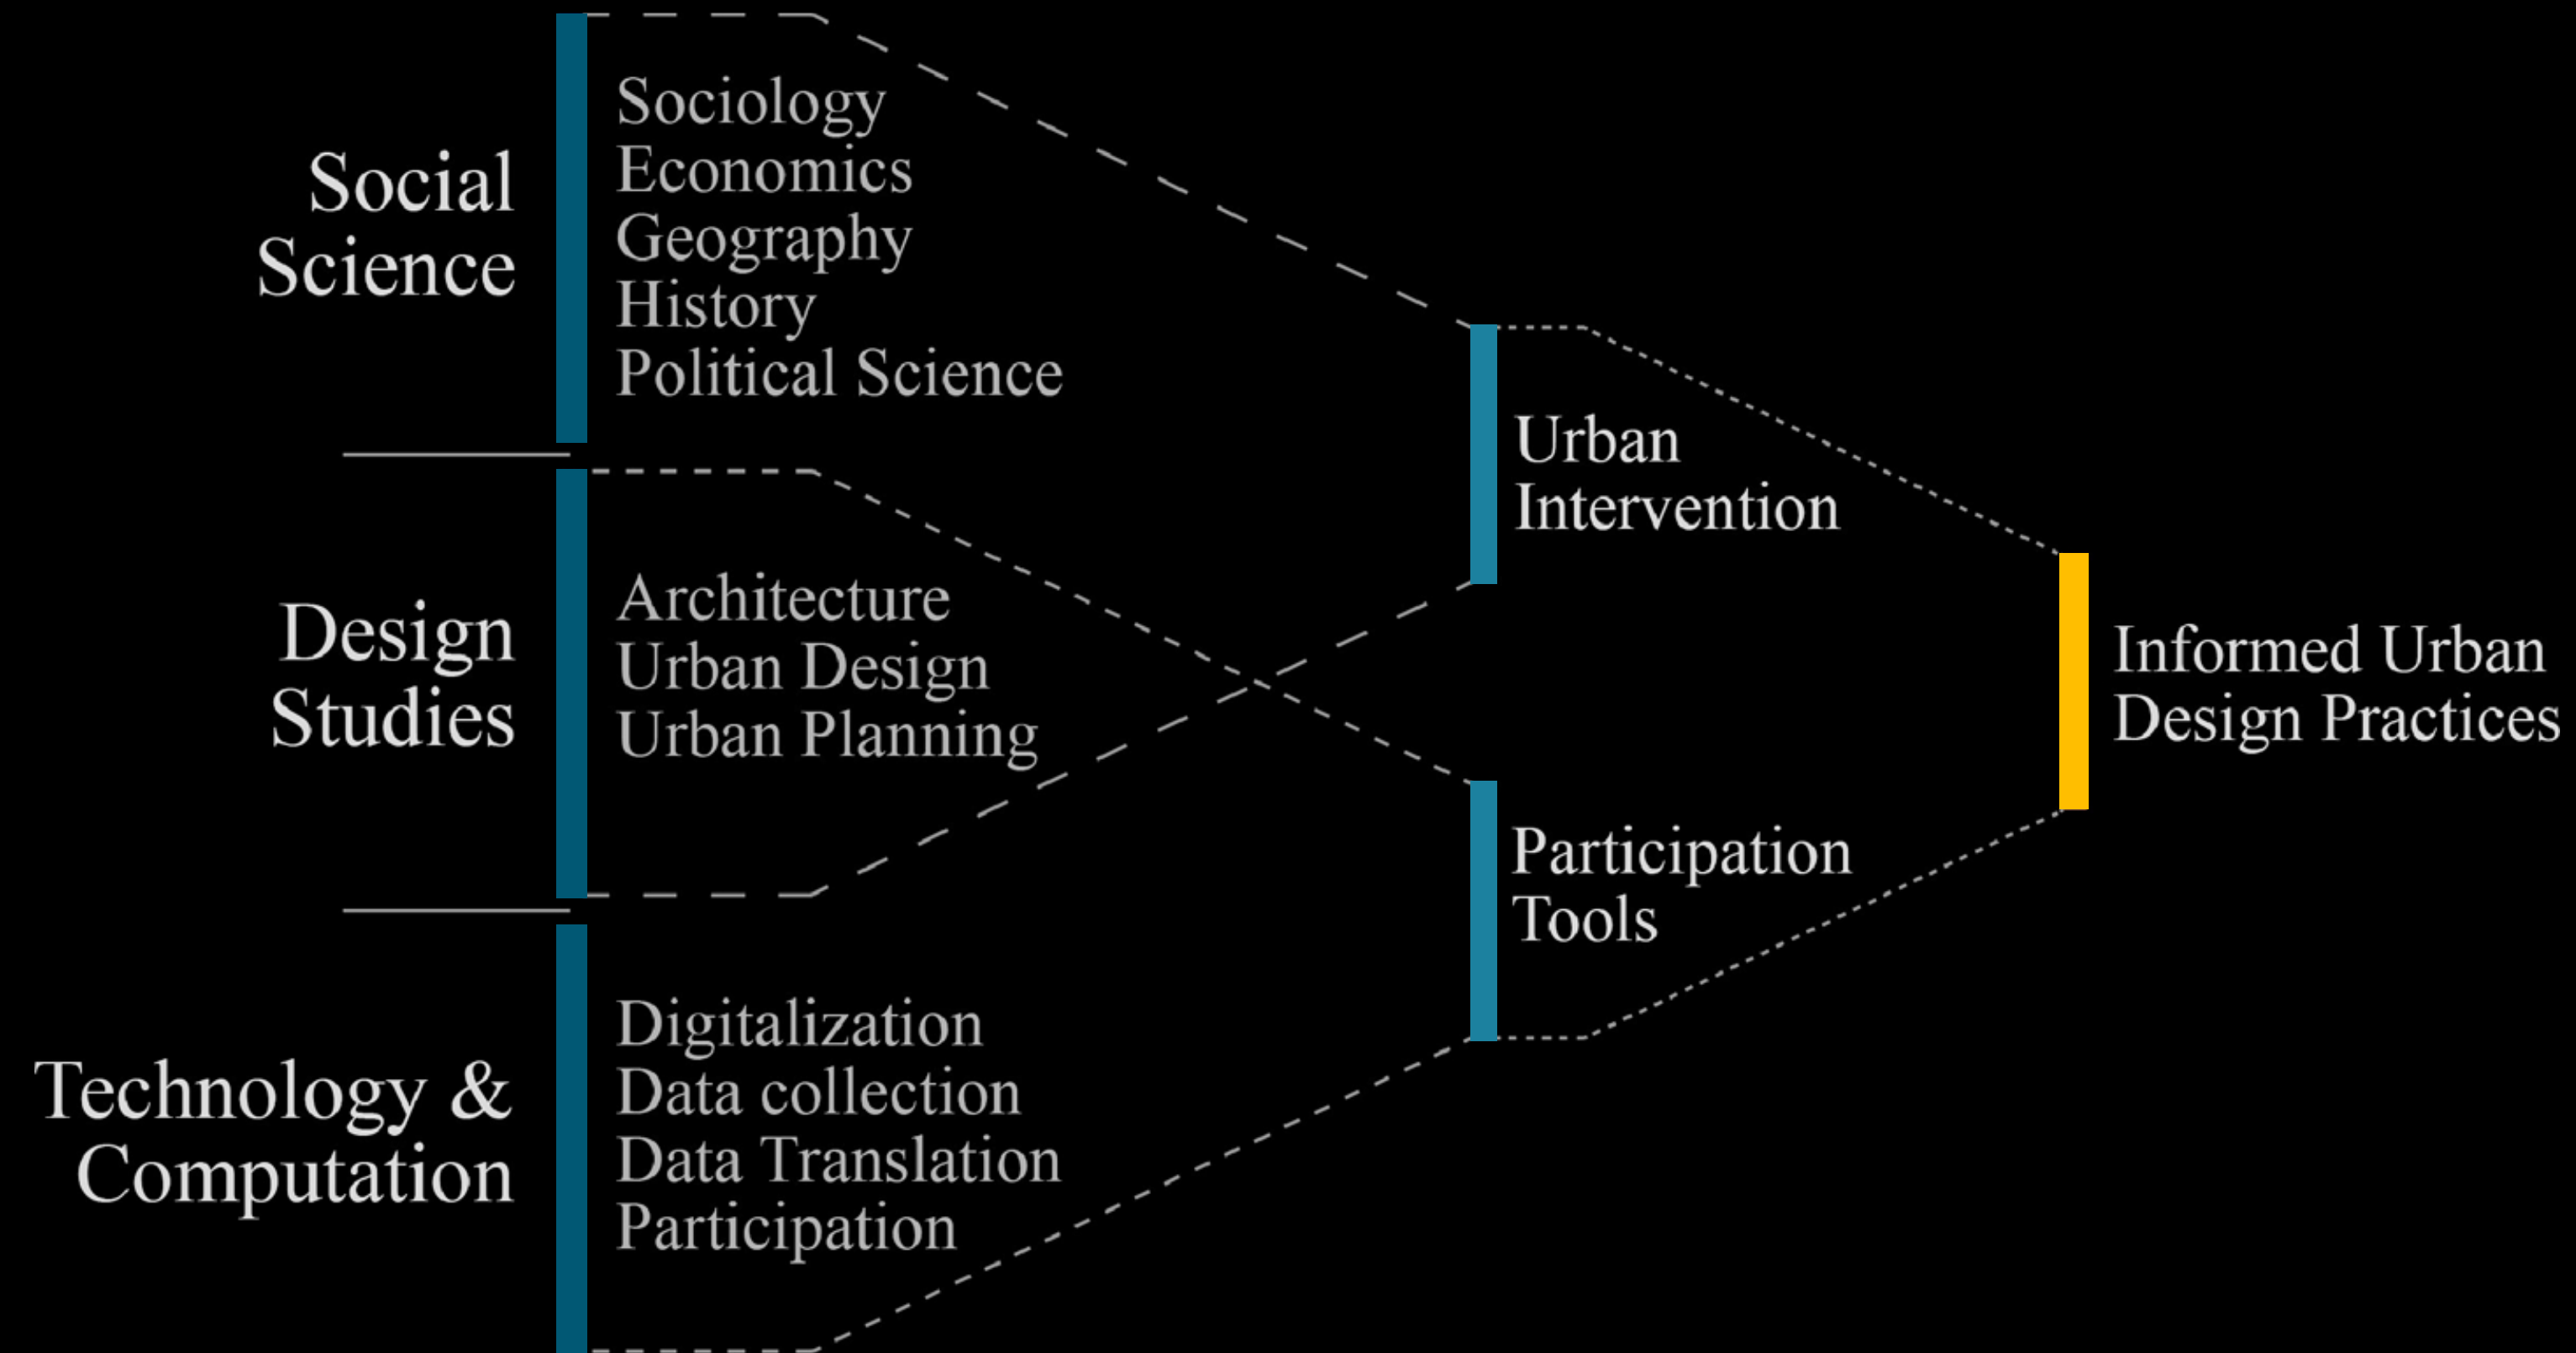 Social
Science
Sociology
Economics
Geography
History
Political Science
Design
Studies
Architecture
Urban Design
Urban Planning
Technology &
Computation
Digitalization
Data collection
Data Translation
Participation
Urban
Intervention
Participation
Tools
Informed Urban
Design Practices